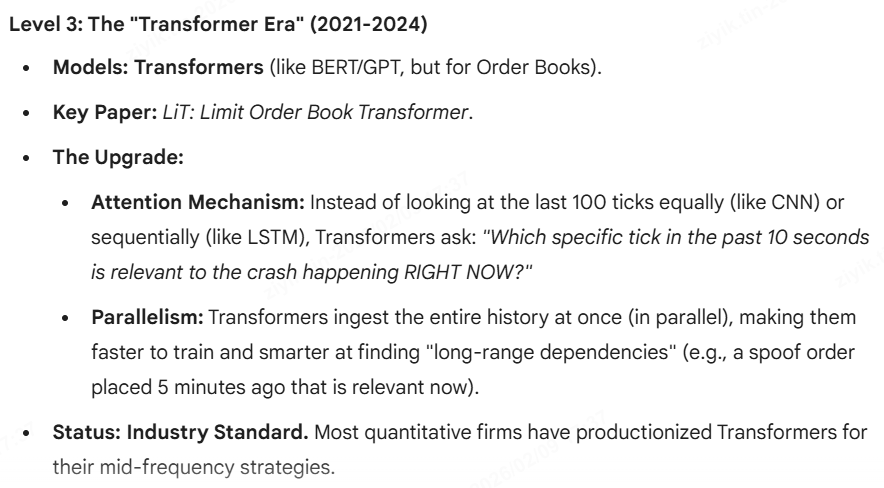 Level 3: The "Transformer Era" (2021-2024)
• Models: Transformers (like BERT/GPT, but for Order Books).
• Key Paper: LiT: Limit Order Book Transformer.
• The Upgrade:
• Attention Mechanism: Instead of looking at the last 100 ticks equally (like CNN) or
sequentially (like LSTM), Transformers ask: "Which specific tick in the past 10 seconds
is relevant to the crash happening RIGHT NOW?"
• Parallelism: Transformers ingest the entire history at once (in parallel), making them
faster to train and smarter at finding "long-range dependencies" (e.g., a spoof order
placed 5 minutes ago that is relevant now).
• Status: Industry Standard. Most quantitative firms have productionized Transformers for
their mid-frequency strategies.